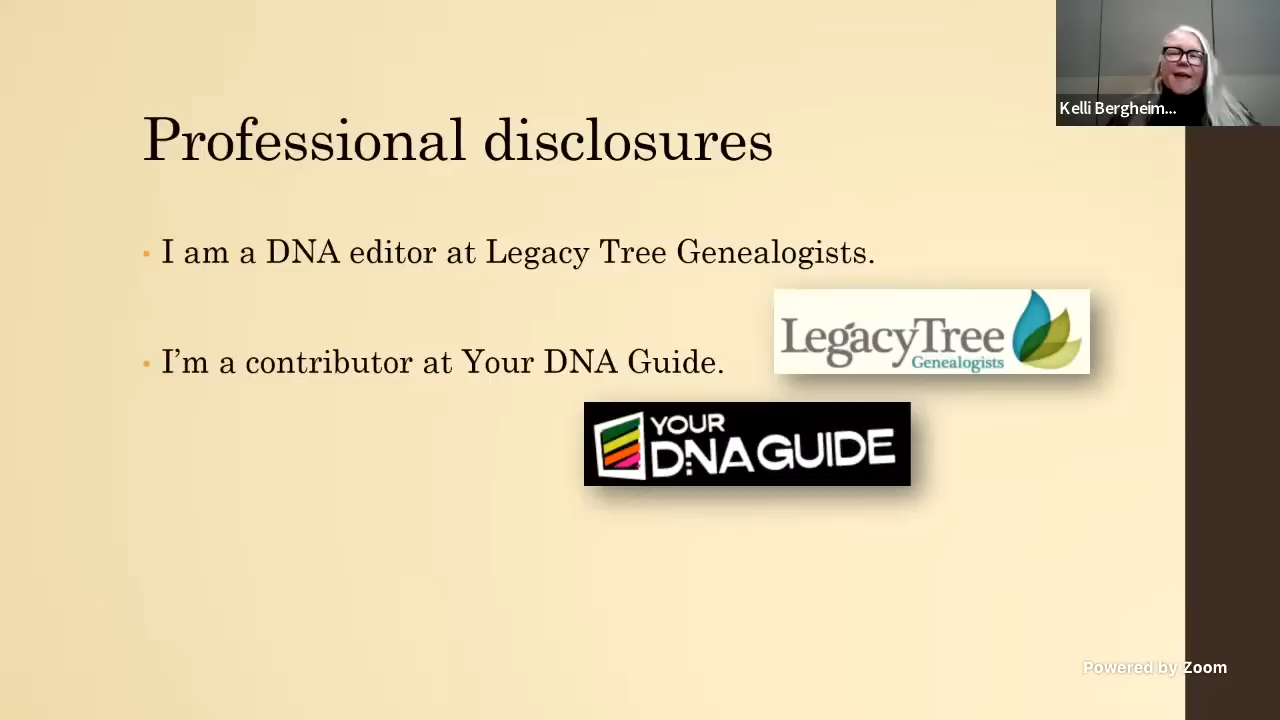 Kelli Bergheim...
Professional disclosures
I am a DNA editor at Legacy Tree Genealogists.
LegacyTree
Genealogists
I’m a contributor at Your DNA Guide.
YOUR
DNA GUIDE
Powered by Zoom